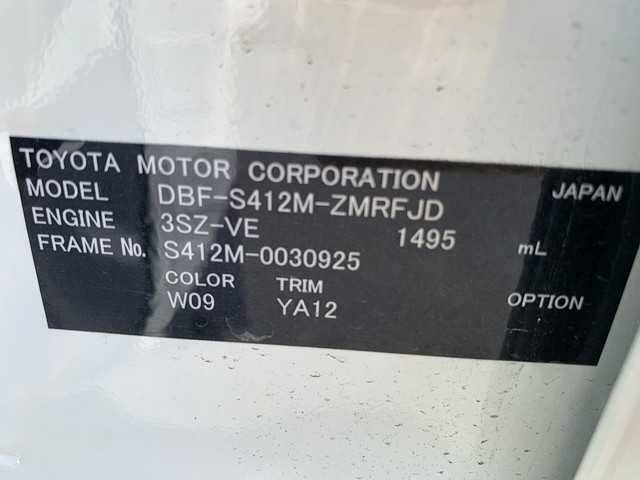 TOYOTA MOTOR CORPORATION JAPAN
MODEL DBF-S412M-ZMRFJD
ENGINE 3SZ-VE 1495 mL
FRAME No. S412M-0030925
COLOR TRIM
W09 YA12 OPTION